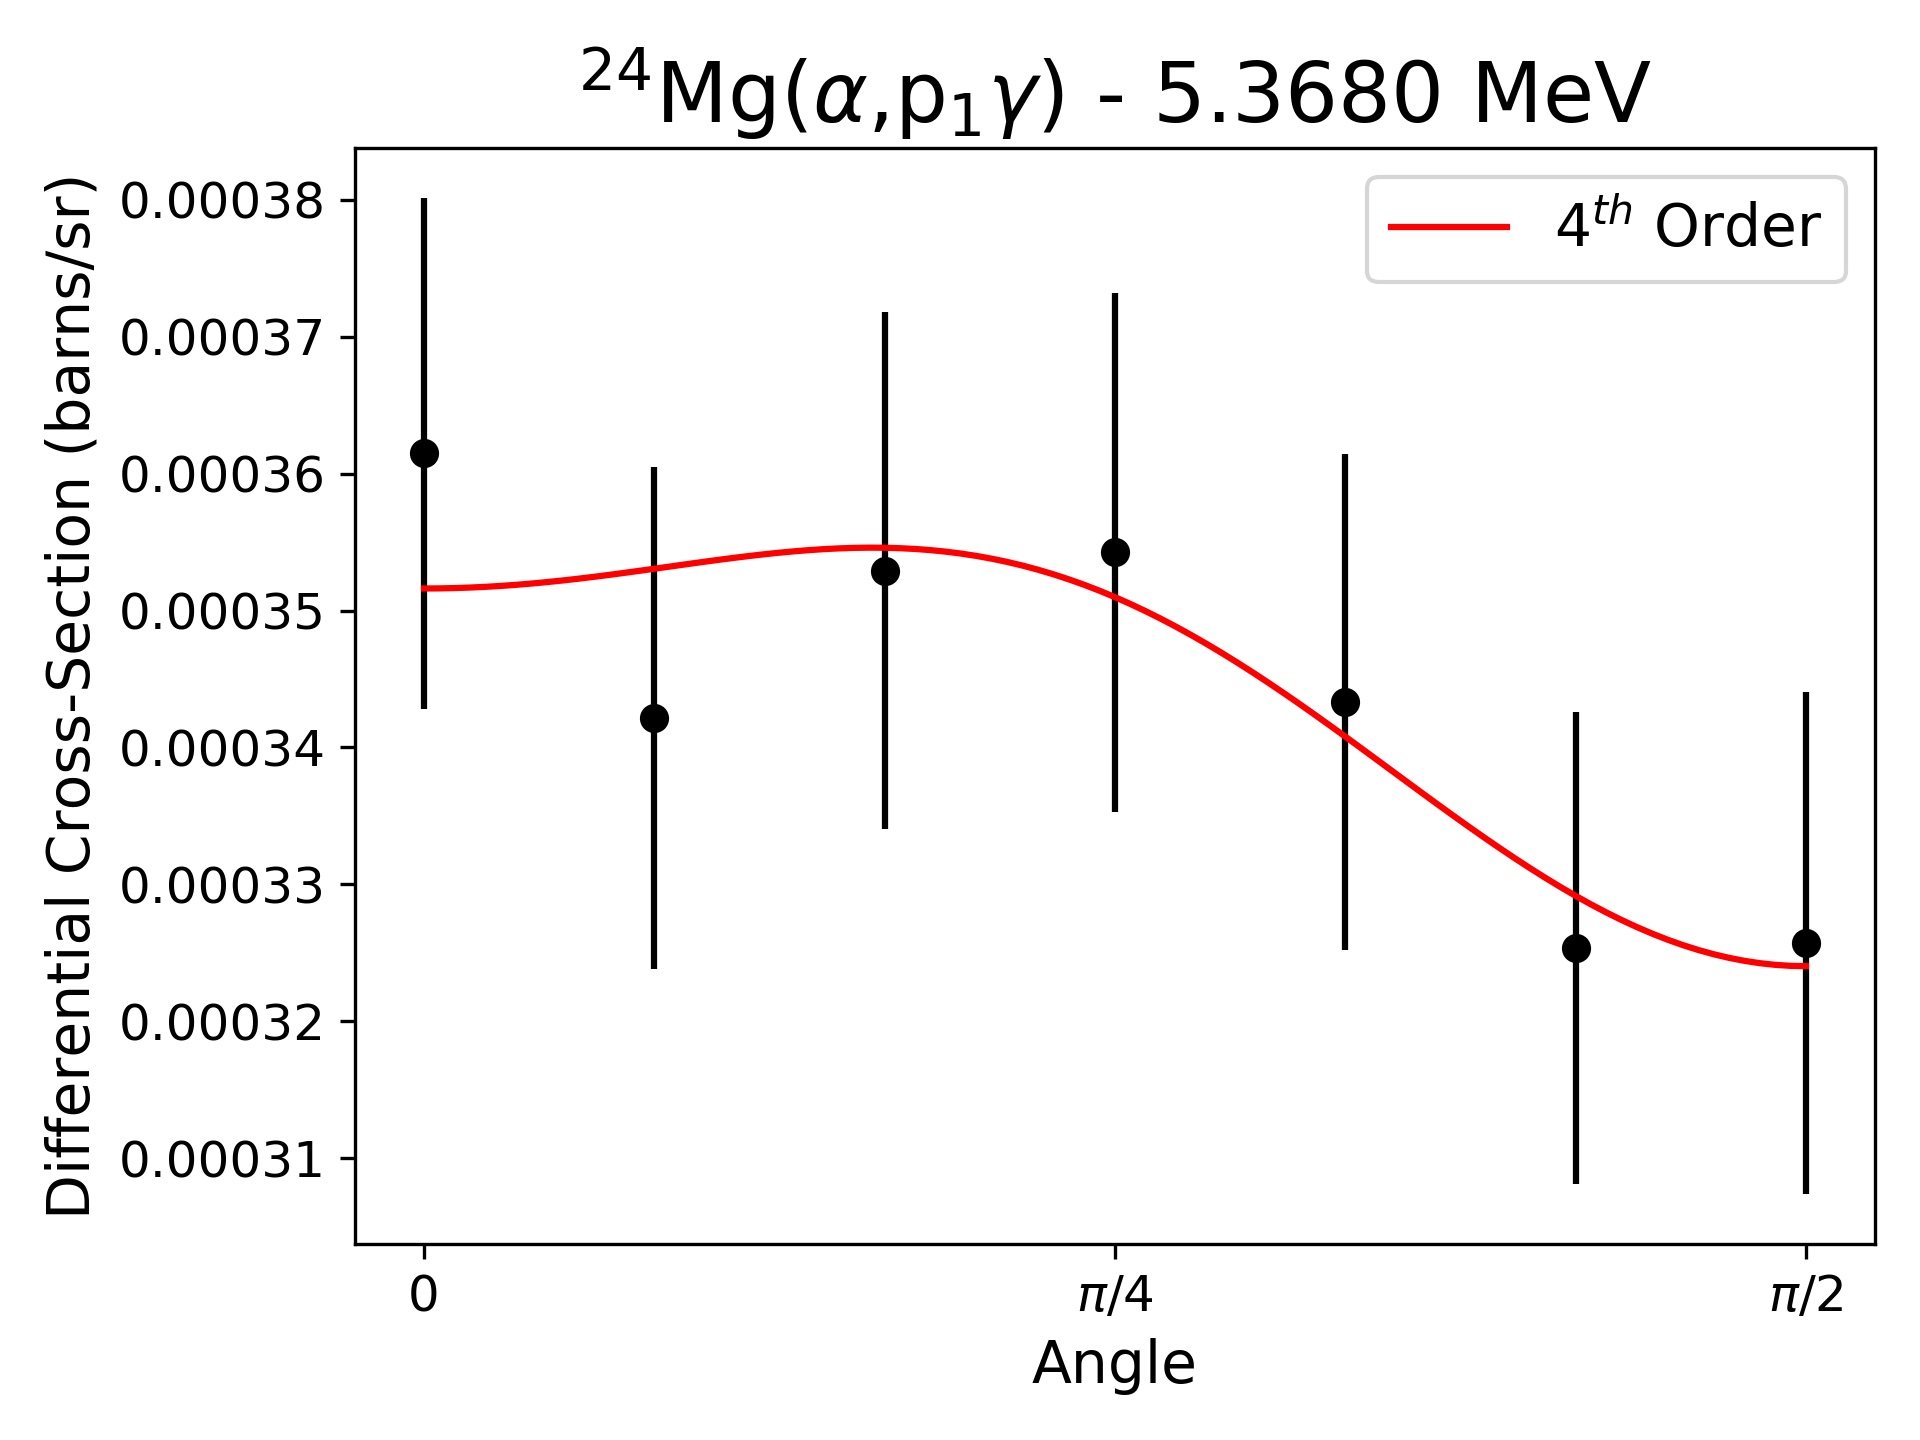 ²⁴Mg(α,p₁γ) - 5.3680 MeV
4ᵗʰ Order
Differential Cross-Section (barns/sr)
0.00038
0.00037
0.00036
0.00035
0.00034
0.00033
0.00032
0.00031
0 π/4 π/2
Angle